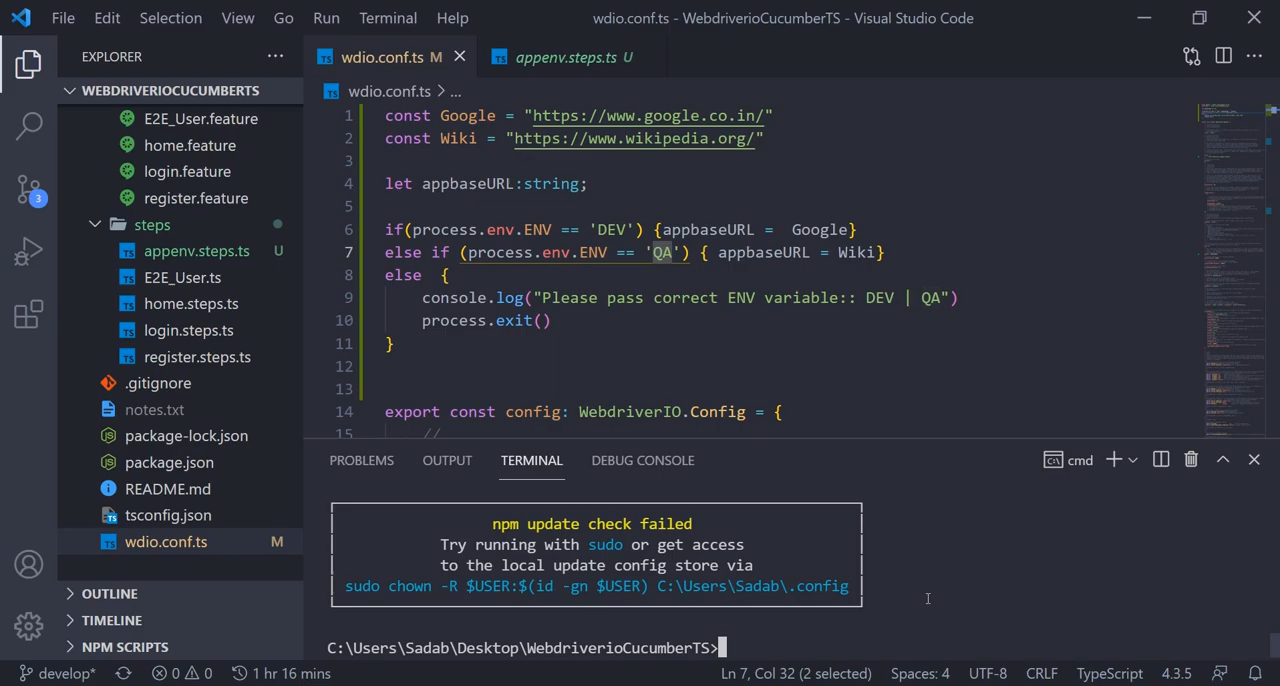 File Edit Selection View Go Run Terminal Help
wdio.conf.ts - WebdriverioCucumberTS - Visual Studio Code
EXPLORER
WEBDRIVERIOCUCUMBERTS
E2E_User.feature
home.feature
login.feature
register.feature
steps
appenv.steps.ts U
E2E_User.ts
home.steps.ts
login.steps.ts
register.steps.ts
.gitignore
notes.txt
package-lock.json
package.json
README.md
tsconfig.json
wdio.conf.ts M
OUTLINE
TIMELINE
NPM SCRIPTS
3
wdio.conf.ts M
appenv.steps.ts U
wdio.conf.ts > ...
1 const Google = "https://www.google.co.in/"
2 const Wiki = "https://www.wikipedia.org/"
3
4 let appbaseURL:string;
5
6 if(process.env.ENV == 'DEV') {appbaseURL =  Google}
7 else if (process.env.ENV == 'QA') { appbaseURL = Wiki}
8 else  {
9 console.log("Please pass correct ENV variable:: DEV | QA")
10 process.exit()
11 }
12
13
14 export const config: WebdriverIO.Config = {
15 //
PROBLEMS OUTPUT TERMINAL DEBUG CONSOLE
cmd
npm update check failed
Try running with sudo or get access
to the local update config store via
sudo chown -R $USER:$(id -gn $USER) C:\Users\Sadab\.config
C:\Users\Sadab\Desktop\WebdriverioCucumberTS>
develop* 0 0 1 hr 16 mins
Ln 7, Col 32 (2 selected) Spaces: 4 UTF-8 CRLF TypeScript 4.3.5